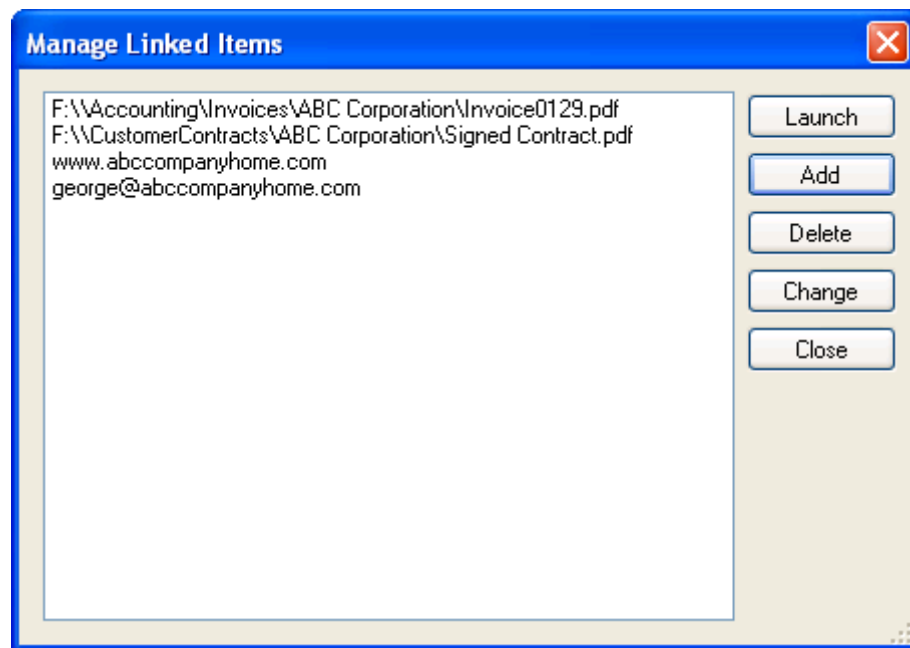 Manage Linked Items
F:\\Accounting\Invoices\ABC Corporation\Invoice0129.pdf
F:\\CustomerContracts\ABC Corporation\Signed Contract.pdf
www.abccompanyhome.com
george@abccompanyhome.com
Launch
Add
Delete
Change
Close